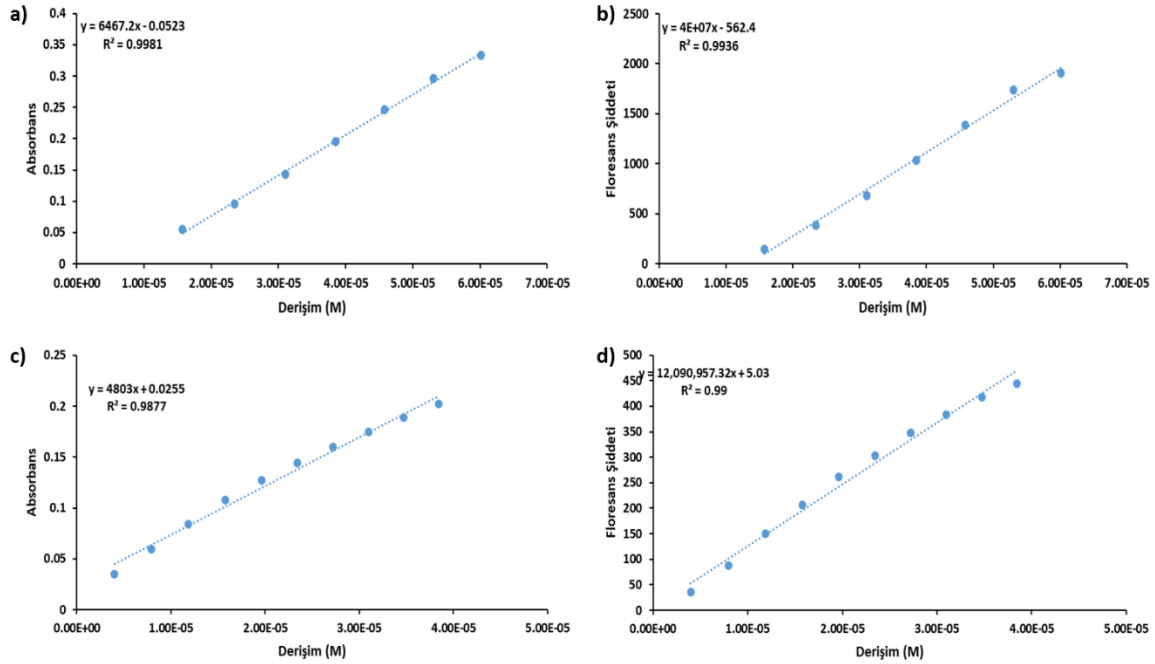 a)
0.4
y = 6467.2x - 0.0523
R² = 0.9981
0.35
0.3
0.25
0.2
0.15
0.1
0.05
0
Absorbans
0.00E+00 1.00E-05 2.00E-05 3.00E-05 4.00E-05 5.00E-05 6.00E-05 7.00E-05
Derişim (M)
b)
2500
y = 4E+07x - 562.4
R² = 0.9936
2000
1500
1000
500
0
Floresans Şiddeti
0.00E+00 1.00E-05 2.00E-05 3.00E-05 4.00E-05 5.00E-05 6.00E-05 7.00E-05
Derişim (M)
c)
0.25
y = 4803x + 0.0255
R² = 0.9877
0.2
0.15
0.1
0.05
0
Absorbans
0.00E+00 1.00E-05 2.00E-05 3.00E-05 4.00E-05 5.00E-05
Derişim (M)
d)
500
y = 12,090,957.32x + 5.03
450
R² = 0.99
400
350
300
250
200
150
100
50
0
Floresans Şiddeti
0.00E+00 1.00E-05 2.00E-05 3.00E-05 4.00E-05 5.00E-05
Derişim (M)